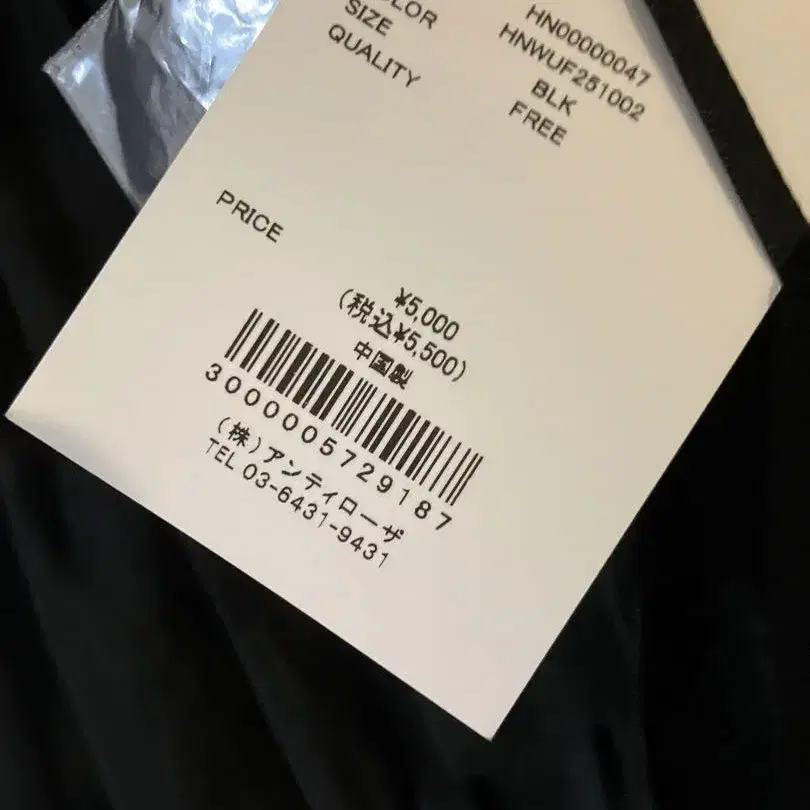 HN00000047
COLOR HNWUF251002
SIZE BLK
QUALITY FREE
PRICE
¥5,000
(税込¥5,500)
中国製
3000005729187
(株)アンティローザ
TEL 03-6431-9431